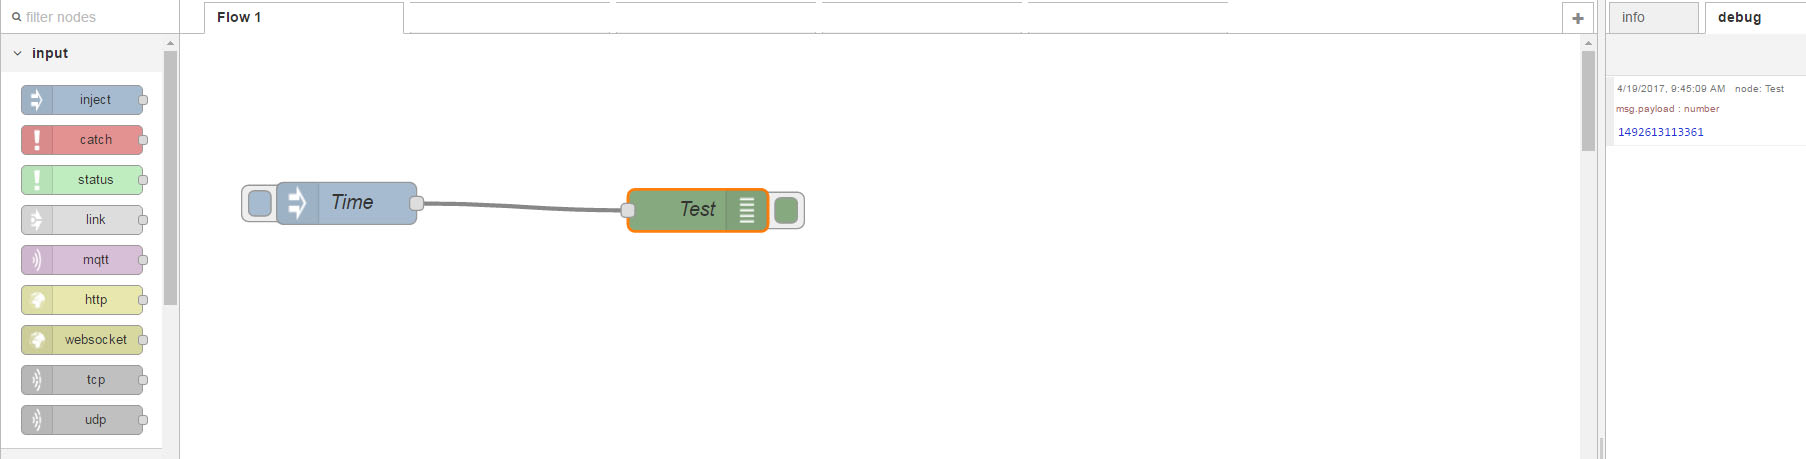 filter nodes
Flow 1
+
info
debug
input
inject
catch
status
link
mqtt
http
websocket
tcp
udp
Time
Test
4/19/2017, 9:45:09 AM node: Test
msg.payload : number
1492613113361